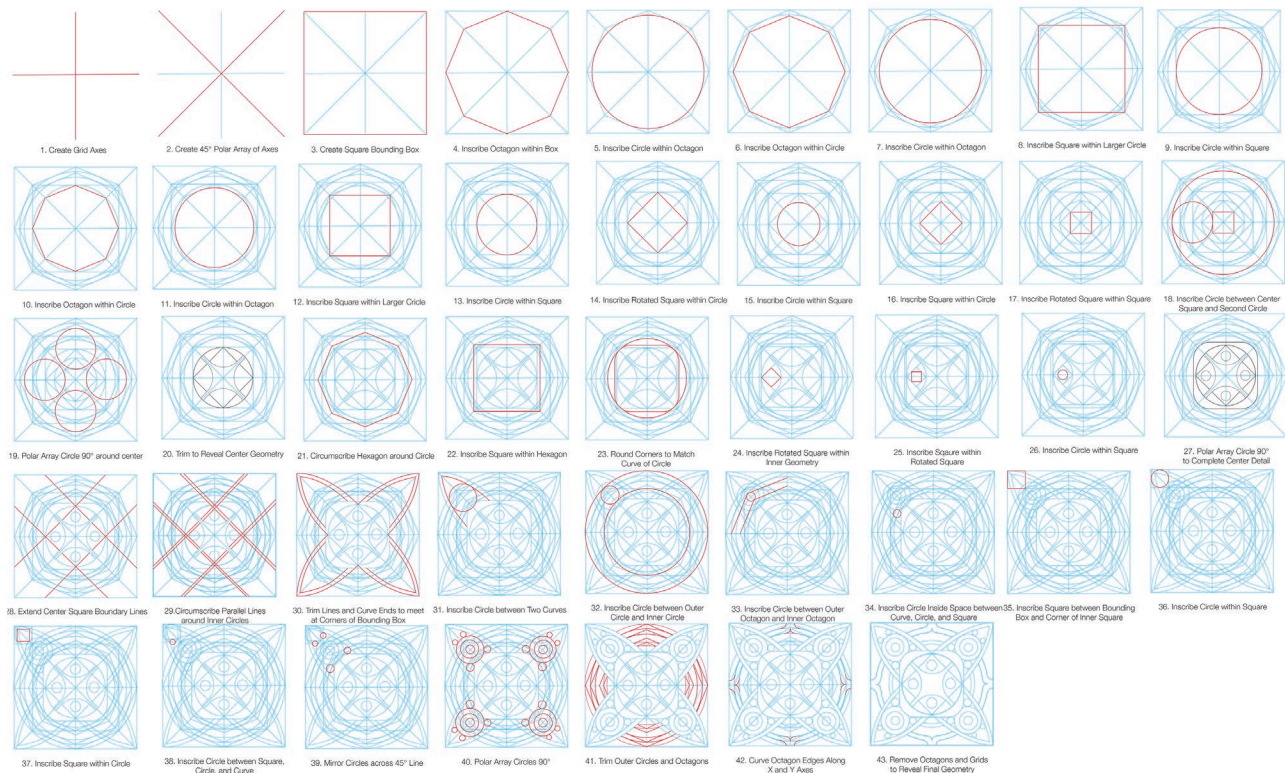 1. Create Grid Axes
2. Create 45° Polar Array of Axes
3. Create Square Bounding Box
4. Inscribe Octagon within Box
5. Inscribe Circle within Octagon
6. Inscribe Octagon within Circle
7. Inscribe Circle within Octagon
8. Inscribe Square within Larger Circle
9. Inscribe Circle within Square
10. Inscribe Octagon within Circle
11. Inscribe Circle within Octagon
12. Inscribe Square within Larger Cricle
13. Inscribe Circle within Square
14. Inscribe Rotated Square within Circle
15. Inscribe Circle within Square
16. Inscribe Square within Circle
17. Inscribe Rotated Square within Square
18. Inscribe Circle between Center
Square and Second Circle
19. Polar Array Circle 90° around center
20. Trim to Reveal Center Geometry
21. Circumscribe Hexagon around Circle
22. Inscribe Square within Hexagon
23. Round Corners to Match
Curve of Circle
24. Inscribe Rotated Square within
Inner Geometry
25. Inscribe Square within
Rotated Square
26. Inscribe Circle within Square
27. Polar Array Circle 90°
to Complete Center Detail
28. Extend Center Square Boundary Lines
29.Circumscribe Parallel Lines
around Inner Circles
30. Trim Lines and Curve Ends to meet
at Corners of Bounding Box
31. Inscribe Circle between Two Curves
32. Inscribe Circle between Outer
Circle and Inner Circle
33. Inscribe Circle between Outer
Octagon and Inner Octagon
34. Inscribe Circle Inside Space between
Curve, Circle, and Square
35. Inscribe Square between Bounding
Box and Corner of Inner Square
36. Inscribe Circle within Square
37. Inscribe Square within Circle
38. Inscribe Circle between Square,
Circle, and Curve
39. Mirror Circles across 45° Line
40. Polar Array Circles 90°
41. Trim Outer Circles and Octagons
42. Curve Octagon Edges Along
X and Y Axes
43. Remove Octagons and Grids
to Reveal Final Geometry